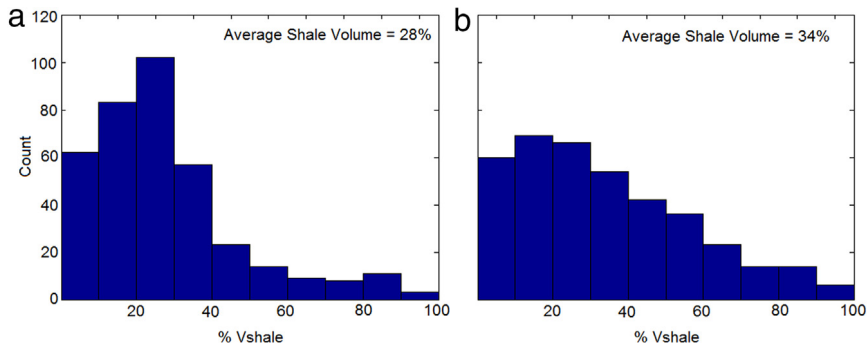 a
Average Shale Volume = 28%
120
100
80
60
40
20
0
Count
20 40 60 80 100
% Vshale
b
Average Shale Volume = 34%
20 40 60 80 100
% Vshale